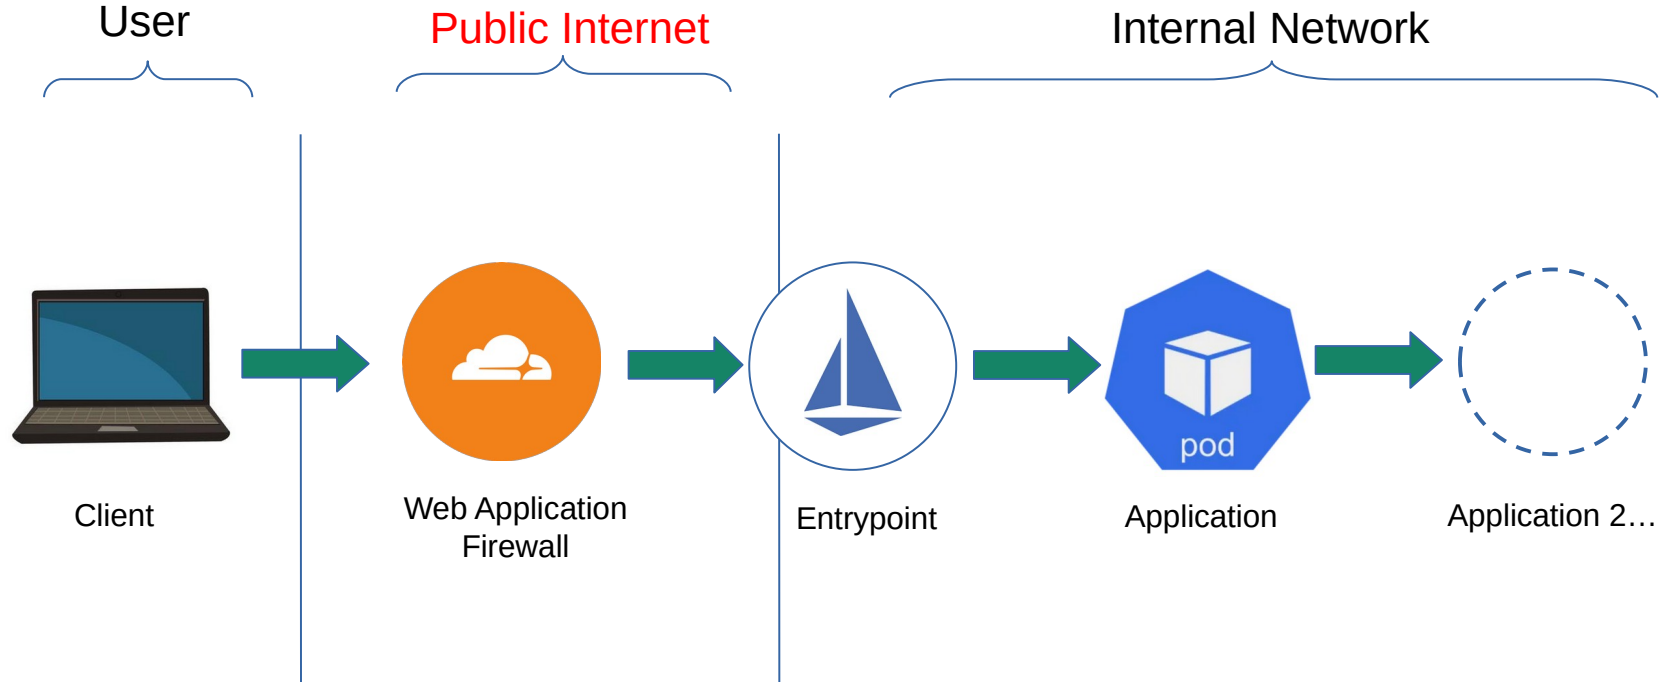 User
Public Internet
Internal Network
pod
Client
Web Application
Firewall
Entrypoint
Application
Application 2...